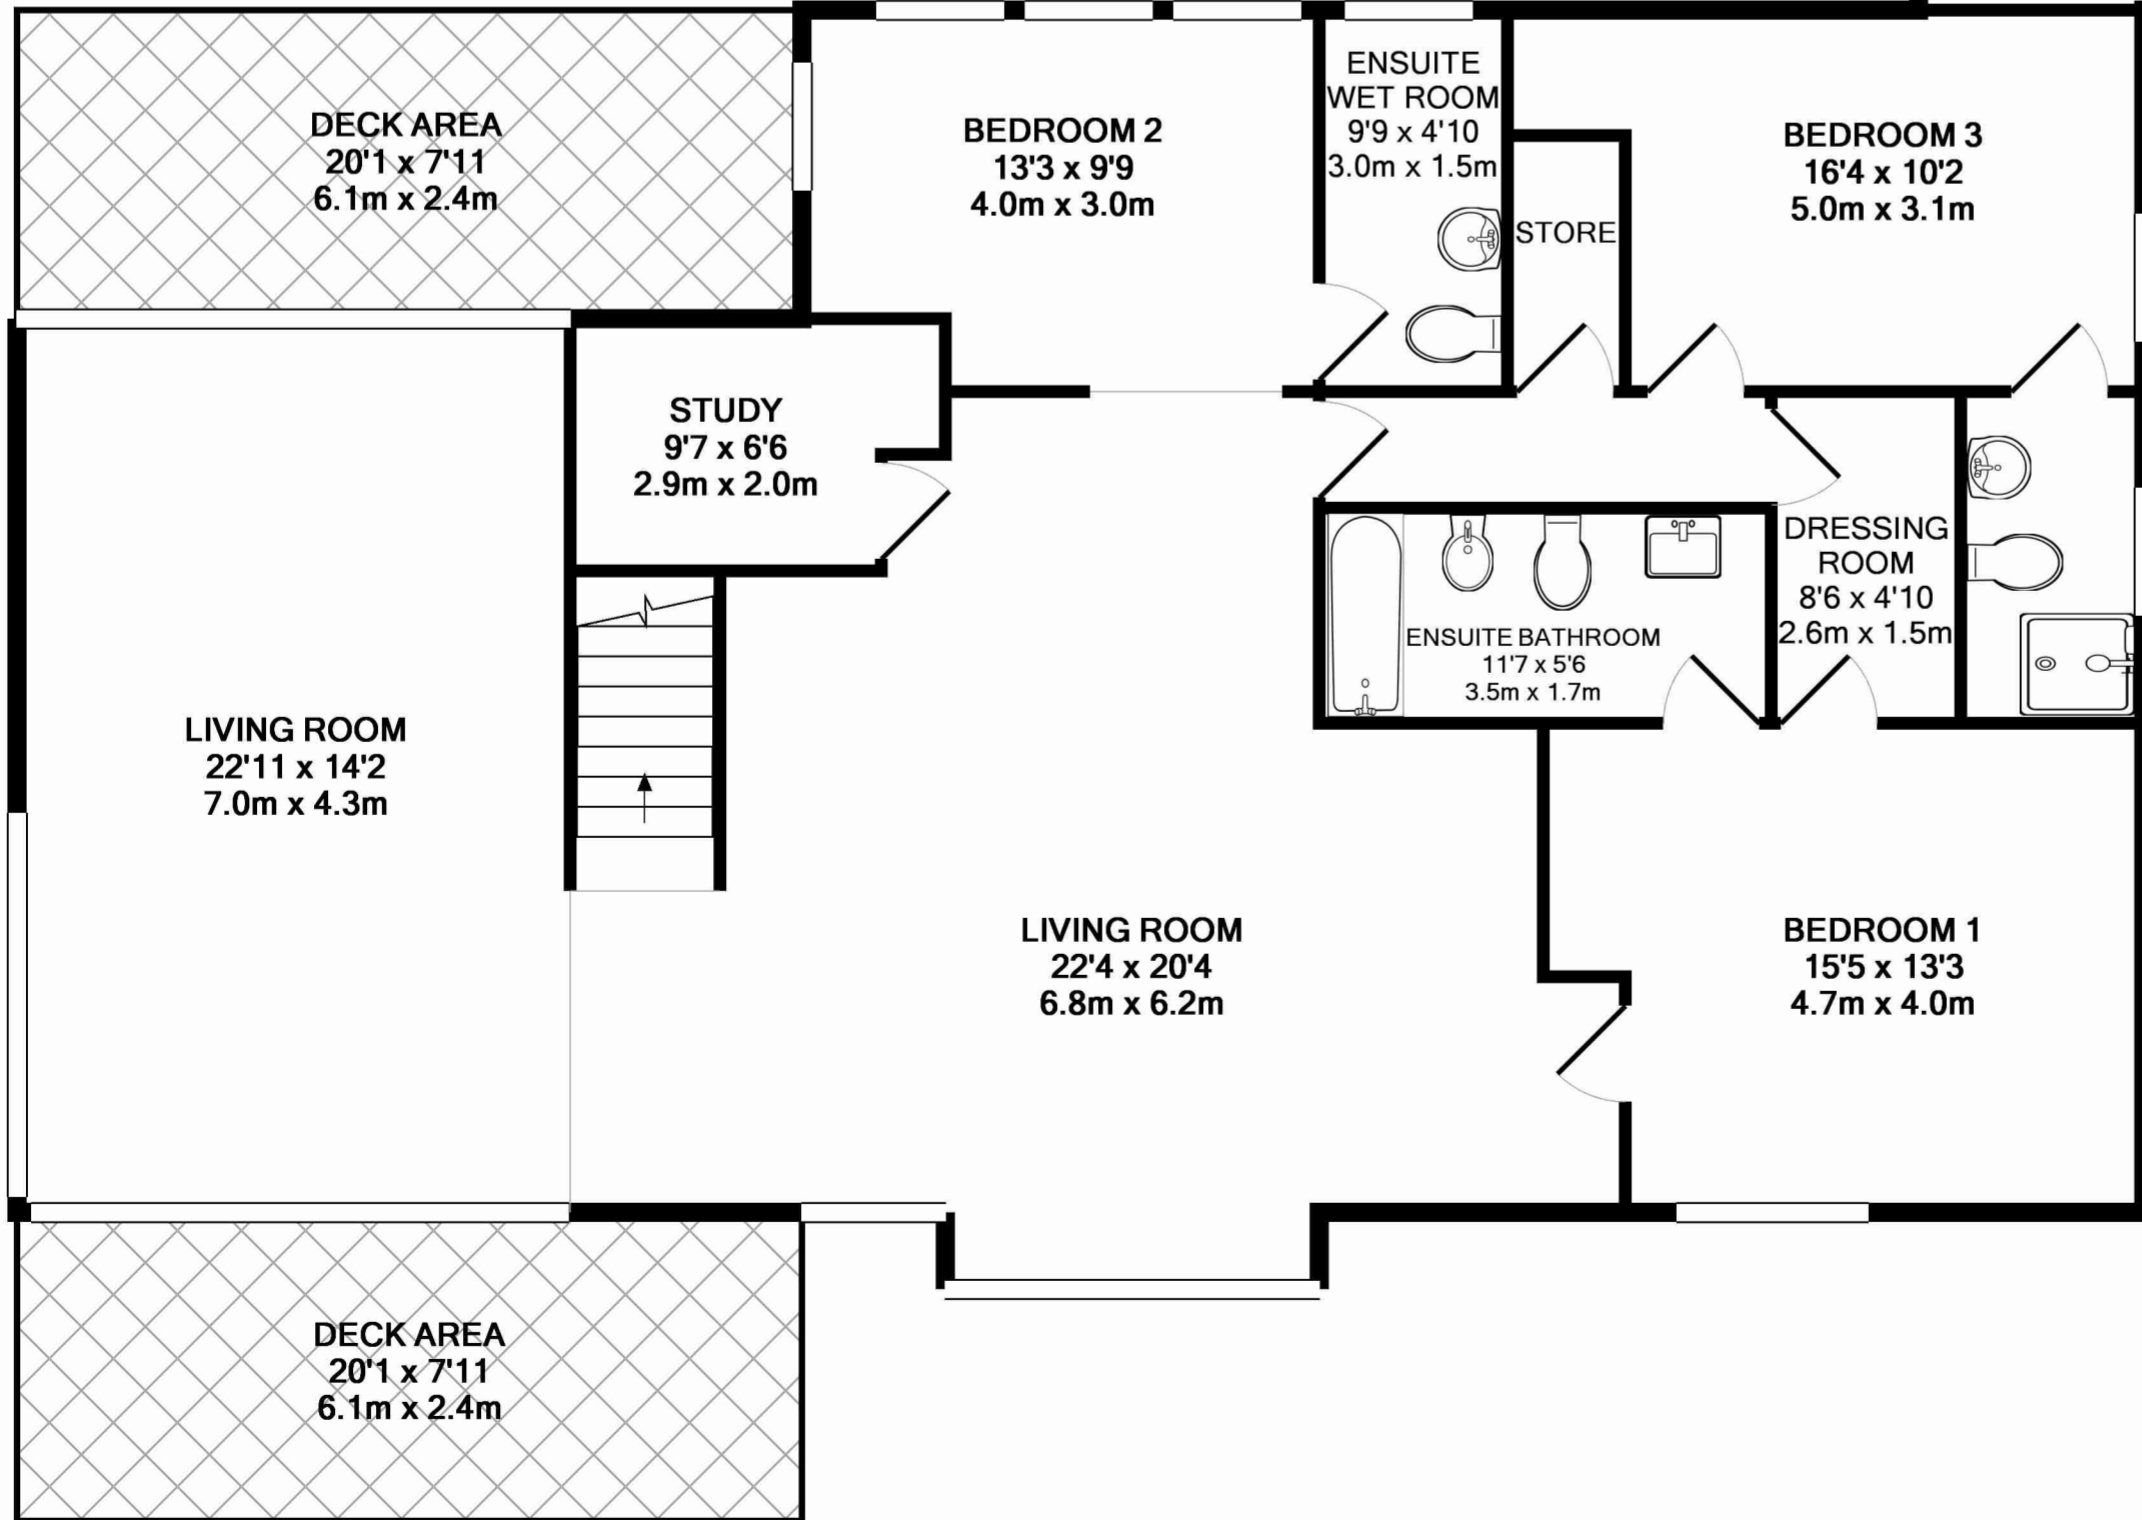 DECK AREA
20'1 x 7'11
6.1m x 2.4m
BEDROOM 2
13'3 x 9'9
4.0m x 3.0m
ENSUITE
WET ROOM
9'9 x 4'10
3.0m x 1.5m
STORE
BEDROOM 3
16'4 x 10'2
5.0m x 3.1m
STUDY
9'7 x 6'6
2.9m x 2.0m
DRESSING
ROOM
8'6 x 4'10
2.6m x 1.5m
ENSUITE BATHROOM
11'7 x 5'6
3.5m x 1.7m
LIVING ROOM
22'11 x 14'2
7.0m x 4.3m
LIVING ROOM
22'4 x 20'4
6.8m x 6.2m
BEDROOM 1
15'5 x 13'3
4.7m x 4.0m
DECK AREA
20'1 x 7'11
6.1m x 2.4m